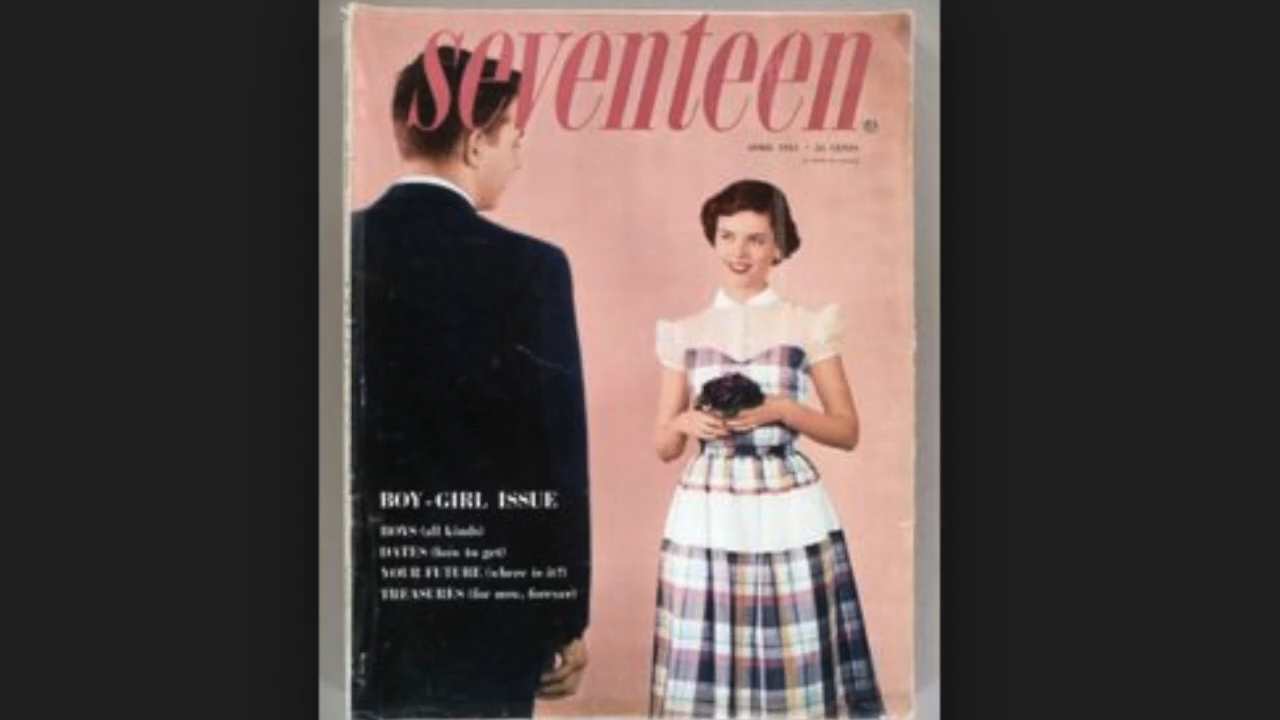 seventeen
APRIL
BOY-GIRL ISSUE
BOYS (all kinds)
DATES (how to get)
YOUR FUTURE (where is it?)
TREASURES (for now, forever)